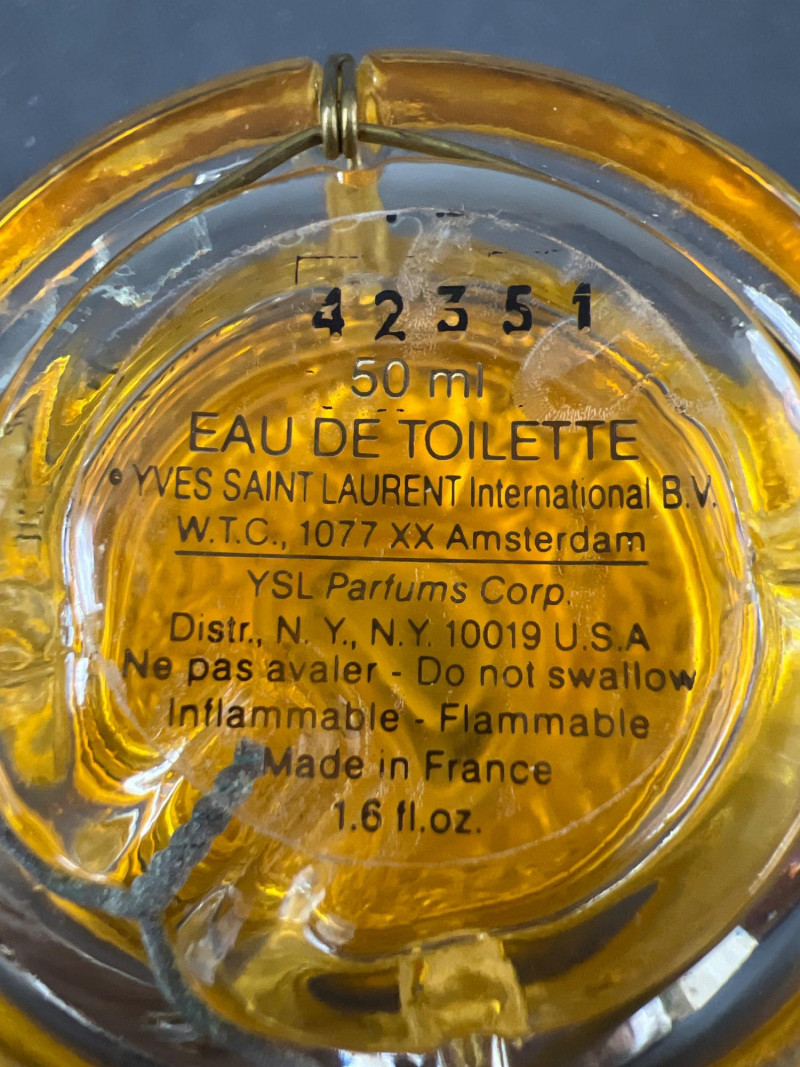 42351
50 ml
EAU DE TOILETTE
© YVES SAINT LAURENT International B.V.
W.T.C., 1077 XX Amsterdam
YSL Parfums Corp.
Distr., N. Y., N.Y. 10019 U.S.A
Ne pas avaler - Do not swallow
Inflammable - Flammable
Made in France
1.6 fl.oz.